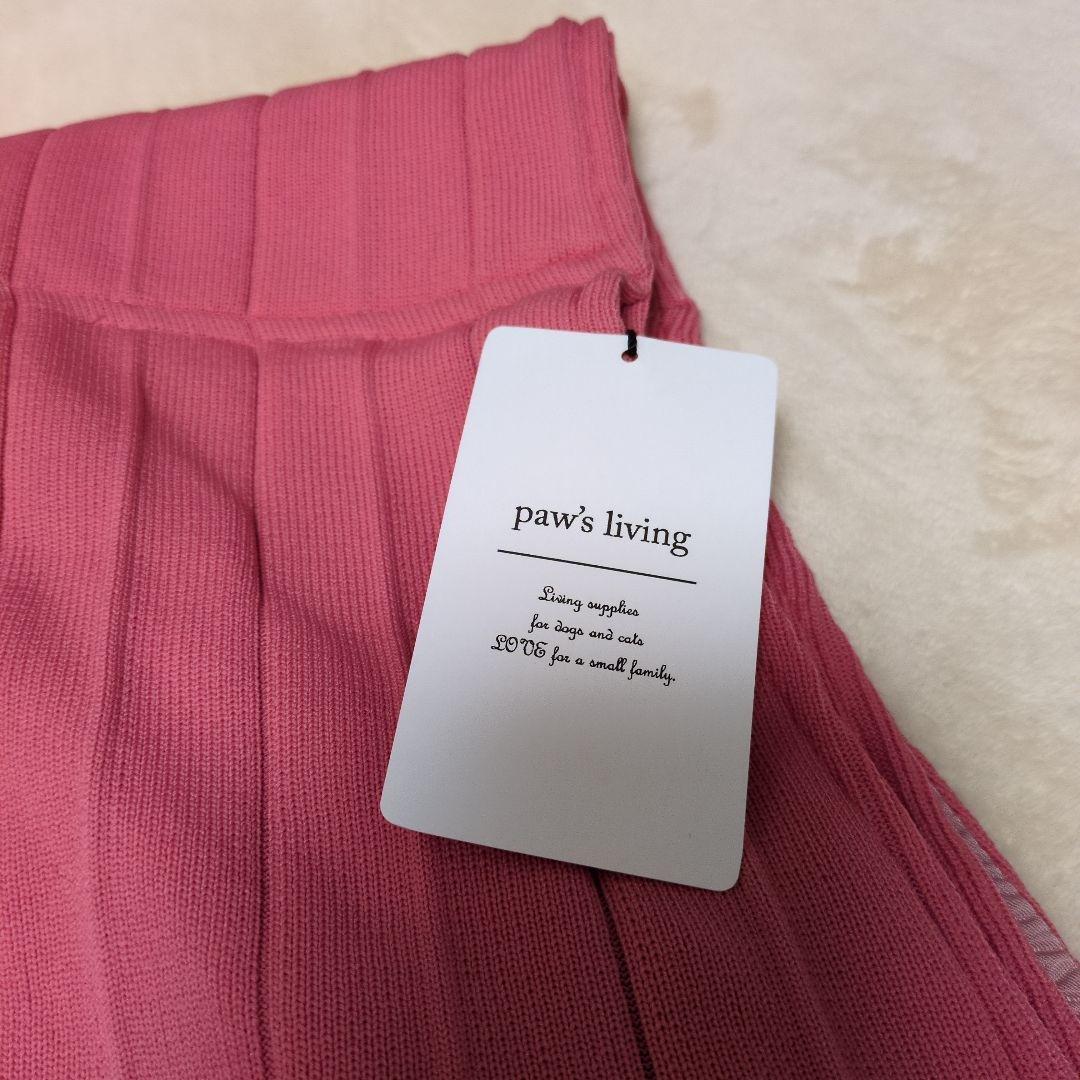 paw's living
Living supplies
for dogs and cats
LOVE for a small family.